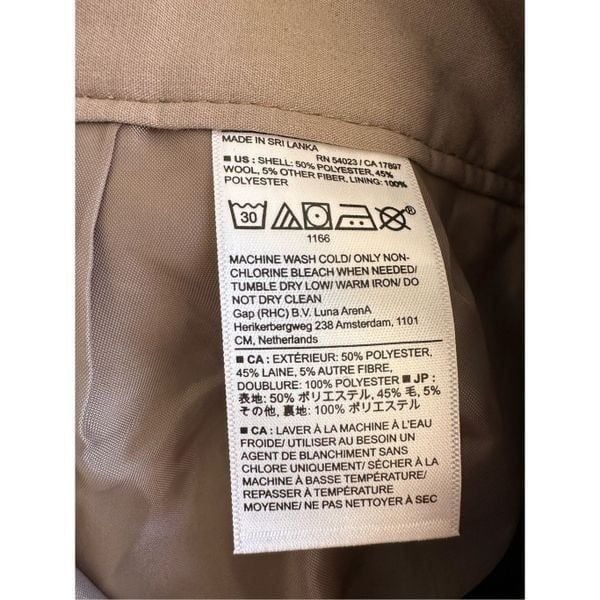 MADE IN SRI LANKA RN 54023 / CA 17897
■ US : SHELL: 50% POLYESTER, 45%
WOOL, 5% OTHER FIBER, LINING: 100%
POLYESTER
30 ®
1166
MACHINE WASH COLD/ ONLY NON-
CHLORINE BLEACH WHEN NEEDED/
TUMBLE DRY LOW/ WARM IRON/ DO
NOT DRY CLEAN
Gap (RHC) B.V. Luna ArenA
Herikerbergweg 238 Amsterdam, 1101
CM, Netherlands
■ CA : EXTÉRIEUR: 50% POLYESTER,
45% LAINE, 5% AUTRE FIBRE,
DOUBLURE: 100% POLYESTER ■ JP :
表地: 50% ポリエステル, 45% 毛, 5%
その他, 裏地: 100% ポリエステル
■ CA : LAVER À LA MACHINE À L'EAU
FROIDE/ UTILISER AU BESOIN UN
AGENT DE BLANCHIMENT SANS
CHLORE UNIQUEMENT/ SÉCHER À LA
MACHINE À BASSE TEMPÉRATURE/
REPASSER À TEMPÉRATURE
MOYENNE/ NE PAS NETTOYER À SEC